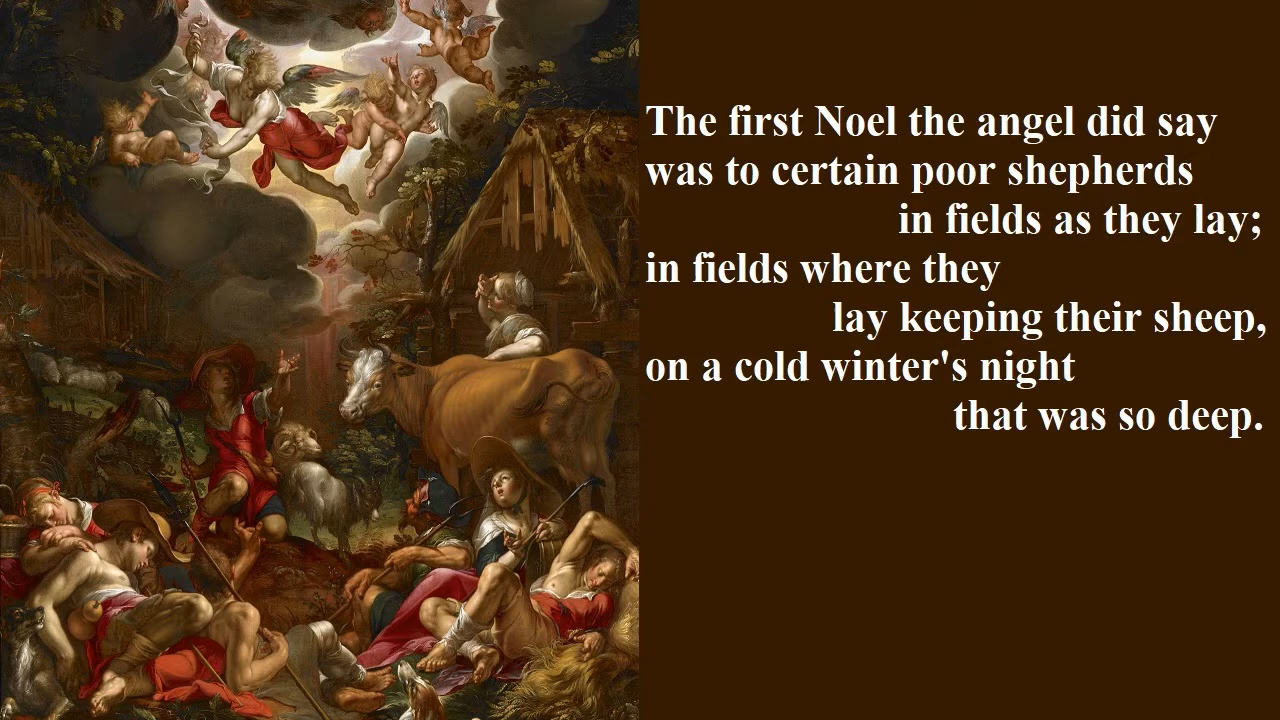 The first Noel the angel did say
was to certain poor shepherds
in fields as they lay;
in fields where they
lay keeping their sheep,
on a cold winter's night
that was so deep.